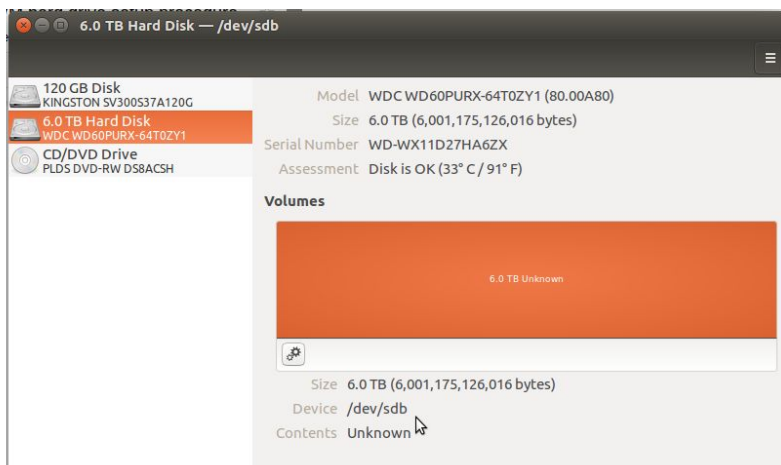 6.0 TB Hard Disk — /dev/sdb
120 GB Disk
KINGSTON SV300S37A120G
6.0 TB Hard Disk
WDC WD60PURX-64T0ZY1
CD/DVD Drive
PLDS DVD-RW DS8ACSH
Model WDC WD60PURX-64T0ZY1 (80.00A80)
Size 6.0 TB (6,001,175,126,016 bytes)
Serial Number WD-WX11D27HA6ZX
Assessment Disk is OK (33° C / 91° F)
Volumes
6.0 TB Unknown
Size 6.0 TB (6,001,175,126,016 bytes)
Device /dev/sdb
Contents Unknown